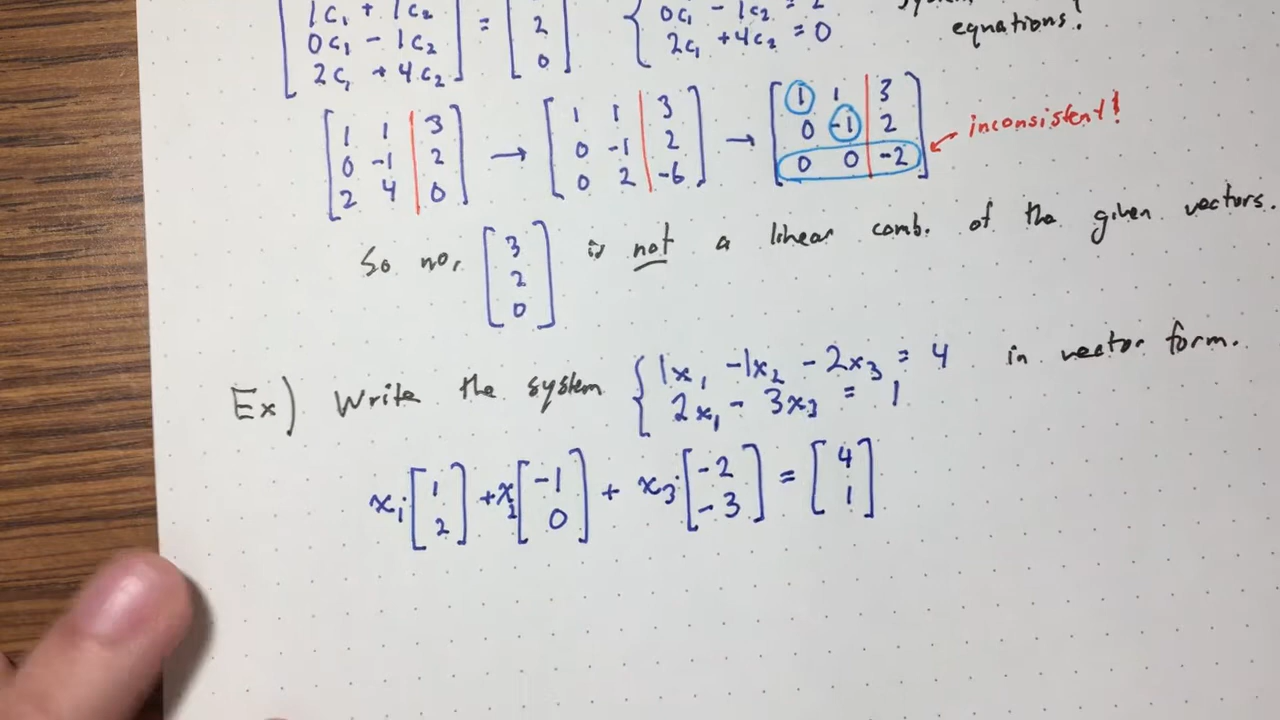 [1c₁ + 1c₂; 0c₁ - 1c₂; 2c₁ + 4c₂] = [2; 0] { 0c₁ - 1c₂ = 2; 2c₁ + 4c₂ = 0
equations!
[1 1 | 3; 0 -1 | 2; 2 4 | 0] → [1 1 | 3; 0 -1 | 2; 0 2 | -6] → [1 1 | 3; 0 -1 | 2; 0 0 | -2] inconsistent!
So no, [3; 2; 0] is not a linear comb. of the given vectors.
Ex) Write the system { 1x₁ - 1x₂ - 2x₃ = 4; 2x₁ - 3x₃ = 1 in vector form.
x₁[1; 2] + x₂[-1; 0] + x₃[-2; -3] = [4; 1]